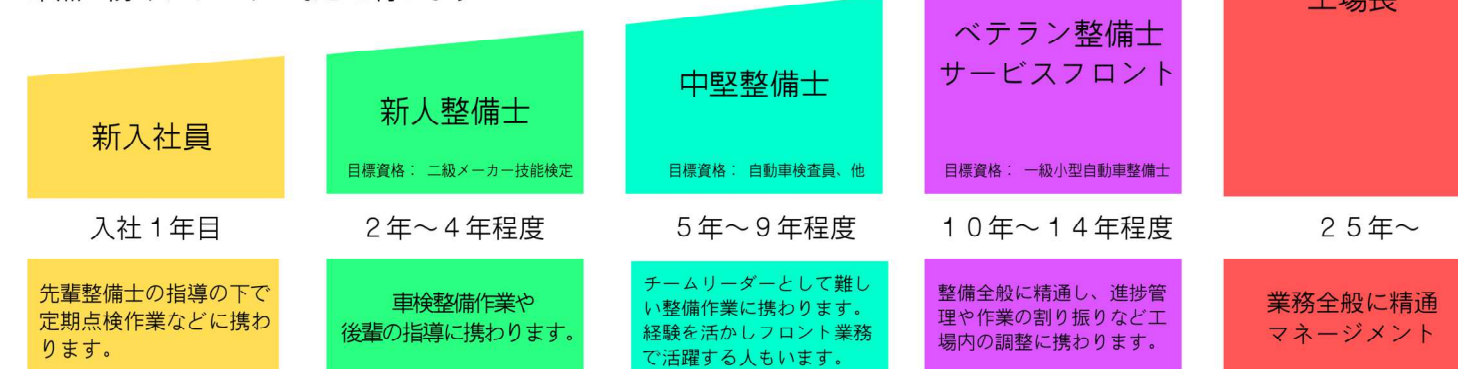 工場長
ベテラン整備士
サービスフロント
中堅整備士
新人整備士
新入社員
目標資格： 二級メーカー技能検定
目標資格： 自動車検査員、他
目標資格： 一級小型自動車整備士
入社１年目
２年～４年程度
５年～９年程度
１０年～１４年程度
２５年～
先輩整備士の指導の下で
定期点検作業などに携わ
ります。
車検整備作業や
後輩の指導に携わります。
チームリーダーとして難し
い整備作業に携わります。
経験を活かしフロント業務
で活躍する人もいます。
整備全般に精通し、進捗管
理や作業の割り振りなど工
場内の調整に携わります。
業務全般に精通
マネージメント